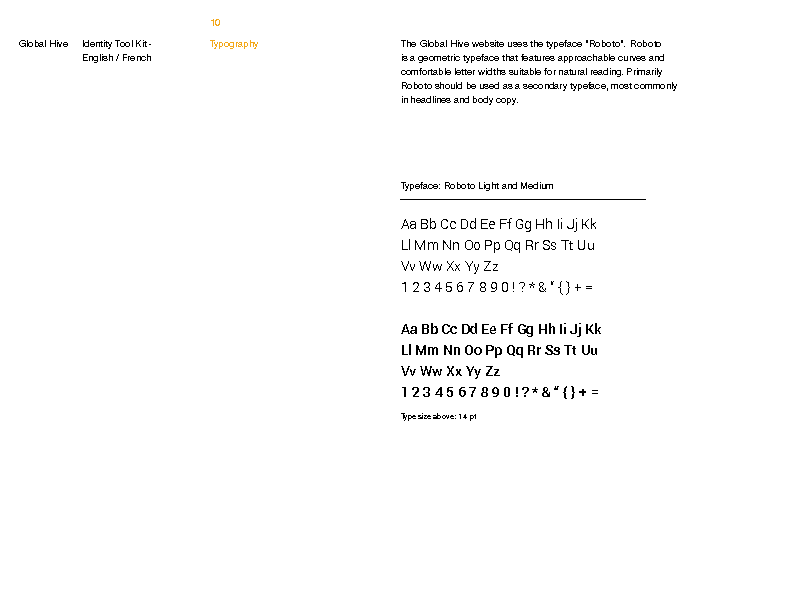 10
Global Hive
Identity Tool Kit -
English / French
Typography
The Global Hive website uses the typeface "Roboto".  Roboto
is a geometric typeface that features approachable curves and
comfortable letter widths suitable for natural reading. Primarily
Roboto should be used as a secondary typeface, most commonly
in headlines and body copy.
Typeface: Roboto Light and Medium
Aa Bb Cc Dd Ee Ff Gg Hh Ii Jj Kk
Ll Mm Nn Oo Pp Qq Rr Ss Tt Uu
Vv Ww Xx Yy Zz
1 2 3 4 5 6 7 8 9 0 ! ? * & “ { } + =
Aa Bb Cc Dd Ee Ff Gg Hh Ii Jj Kk
Ll Mm Nn Oo Pp Qq Rr Ss Tt Uu
Vv Ww Xx Yy Zz
1 2 3 4 5 6 7 8 9 0 ! ? * & “ { } + =
Type size above: 14 pt